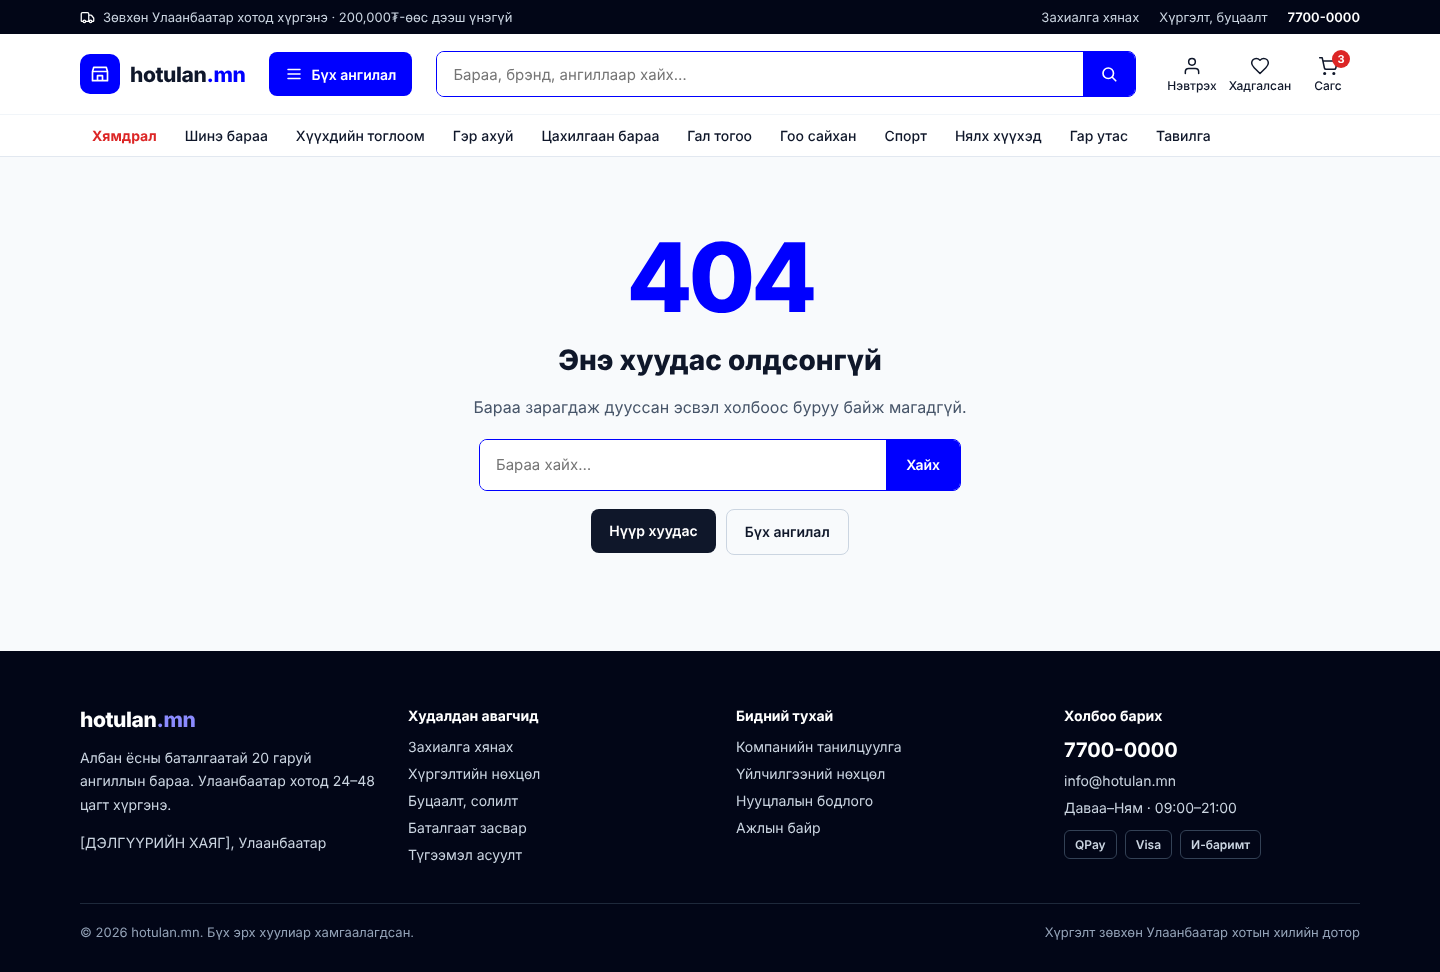 Зөвхөн Улаанбаатар хотод хүргэнэ · 200,000₮-өөс дээш үнэгүй
Захиалга хянах
Хүргэлт, буцаалт
7700-0000
hotulan.mn
Бүх ангилал
Бараа, брэнд, ангиллаар хайх...
Нэвтрэх
Хадгалсан
3
Сагс
Хямдрал
Шинэ бараа
Хүүхдийн тоглоом
Гэр ахуй
Цахилгаан бараа
Гал тогоо
Гоо сайхан
Спорт
Нялх хүүхэд
Гар утас
Тавилга
404
Энэ хуудас олдсонгүй
Бараа зарагдаж дууссан эсвэл холбоос буруу байж магадгүй.
Бараа хайх...
Хайх
Нүүр хуудас
Бүх ангилал
hotulan.mn
Албан ёсны баталгаатай 20 гаруй
ангиллын бараа. Улаанбаатар хотод 24–48
цагт хүргэнэ.
[ДЭЛГҮҮРИЙН ХАЯГ], Улаанбаатар
Худалдан авагчид
Захиалга хянах
Хүргэлтийн нөхцөл
Буцаалт, солилт
Баталгаат засвар
Түгээмэл асуулт
Бидний тухай
Компанийн танилцуулга
Үйлчилгээний нөхцөл
Нууцлалын бодлого
Ажлын байр
Холбоо барих
7700-0000
info@hotulan.mn
Даваа–Ням · 09:00–21:00
QPay
Visa
И-баримт
© 2026 hotulan.mn. Бүх эрх хуулиар хамгаалагдсан.
Хүргэлт зөвхөн Улаанбаатар хотын хилийн дотор